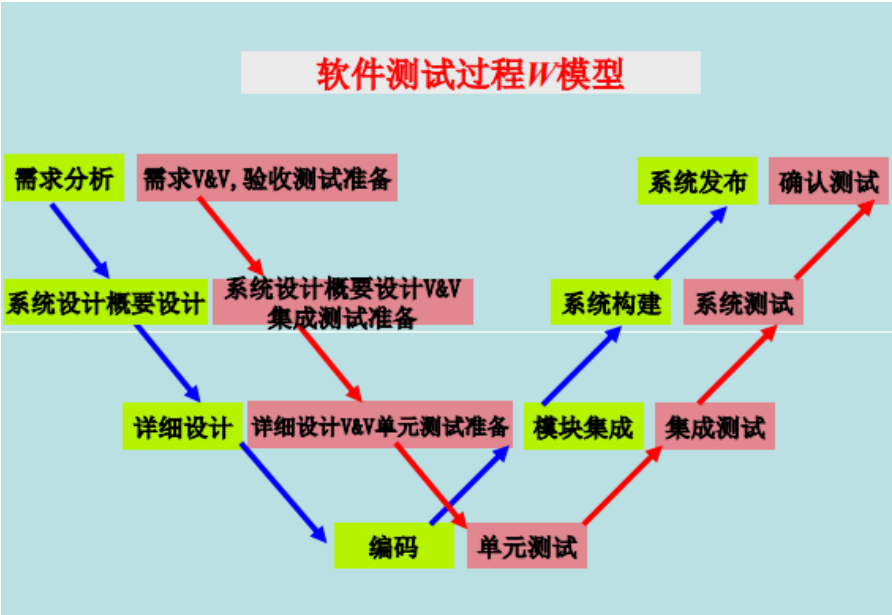 软件测试过程W模型
需求分析
需求V&V,验收测试准备
系统发布
确认测试
系统设计概要设计
系统设计概要设计V&V
集成测试准备
系统构建
系统测试
详细设计
详细设计V&V单元测试准备
模块集成
集成测试
编码
单元测试